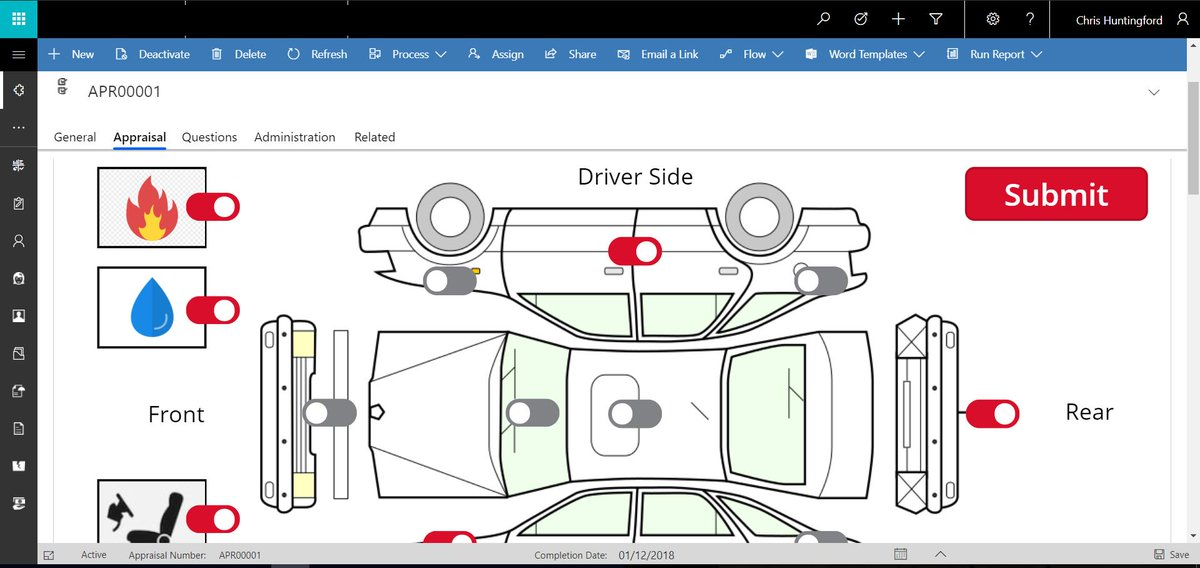 Chris Huntingford
New Deactivate Delete Refresh Process Assign Share Email a Link Flow Word Templates Run Report
APR00001
General Appraisal Questions Administration Related
Driver Side
Submit
Front
Rear
Active Appraisal Number: APR00001 Completion Date: 01/12/2018 Save